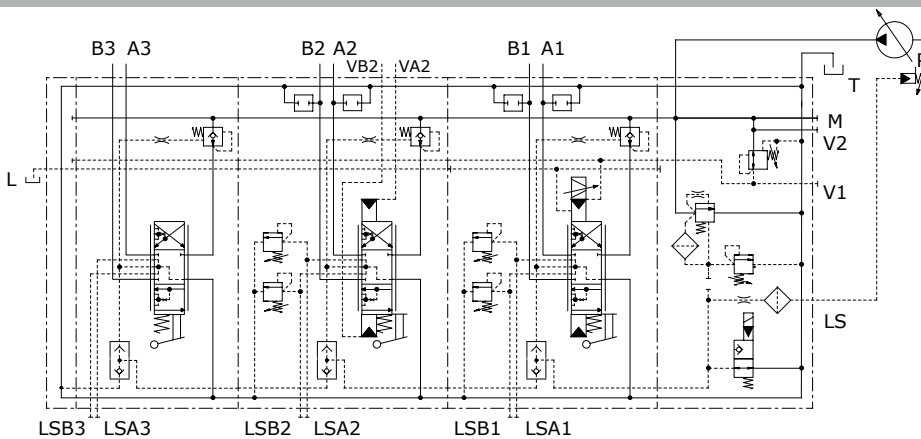 B3 A3
B2 A2
B1 A1
VB2 VA2
P
T
M
V2
L
V1
LS
LSB3 LSA3
LSB2 LSA2
LSB1 LSA1